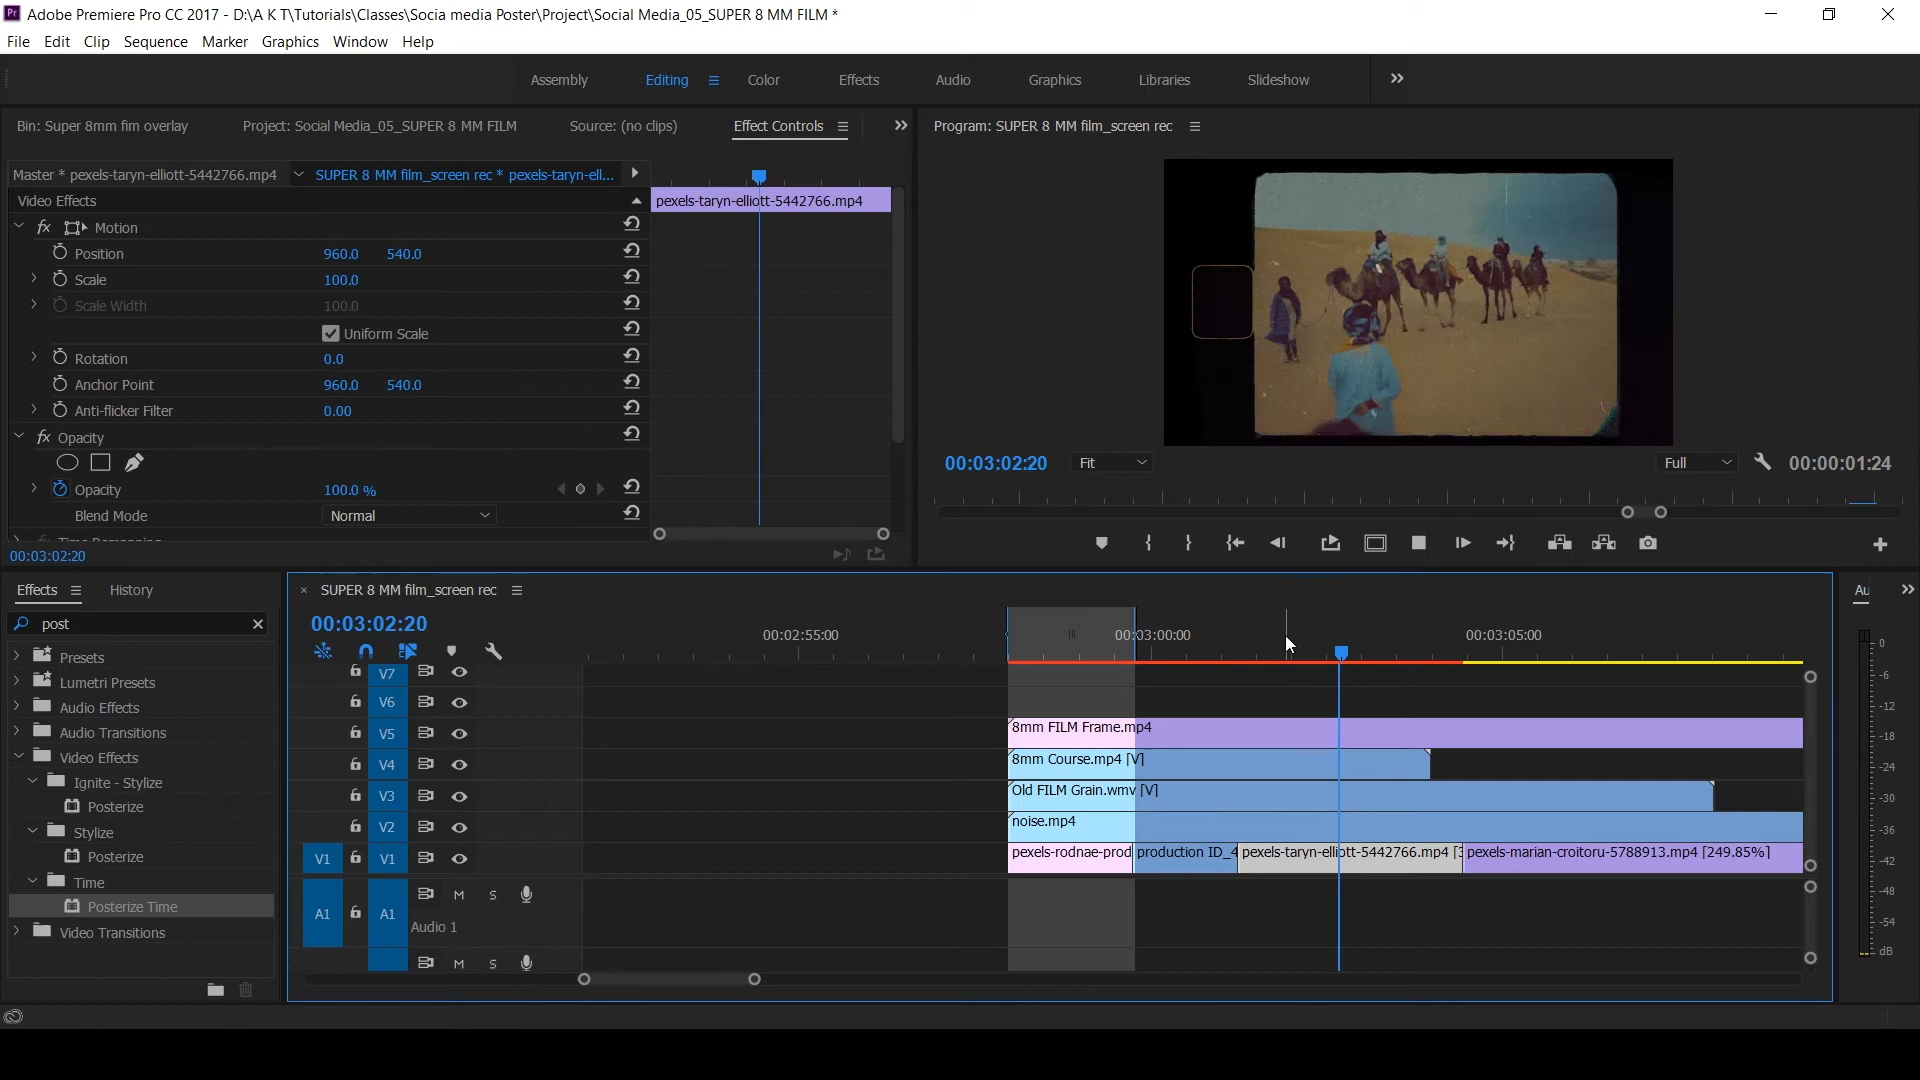 Adobe Premiere Pro CC 2017 - D:\A K T\Tutorials\Classes\Socia media Poster\Project\Social Media_05_SUPER 8 MM FILM *
File Edit Clip Sequence Marker Graphics Window Help
Assembly Editing Color Effects Audio Graphics Libraries Slideshow
Bin: Super 8mm fim overlay Project: Social Media_05_SUPER 8 MM FILM Source: (no clips) Effect Controls
Program: SUPER 8 MM film_screen rec
Master * pexels-taryn-elliott-5442766.mp4 SUPER 8 MM film_screen rec * pexels-taryn-ell...
Video Effects pexels-taryn-elliott-5442766.mp4
fx Motion
Position 960.0 540.0
Scale 100.0
Scale Width 100.0
Uniform Scale
Rotation 0.0
Anchor Point 960.0 540.0
Anti-flicker Filter 0.00
fx Opacity
Opacity 100.0 %
Blend Mode Normal
00:03:02:20
00:03:02:20 Fit Full 00:00:01:24
Effects History
post
Presets
Lumetri Presets
Audio Effects
Audio Transitions
Video Effects
Ignite - Stylize
Posterize
Stylize
Posterize
Time
Posterize Time
Video Transitions
SUPER 8 MM film_screen rec
00:03:02:20
00:02:55:00 00:03:00:00 00:03:05:00
V7
V6
V5 8mm FILM Frame.mp4
V4 8mm Course.mp4 [V]
V3 Old FILM Grain.wmv [V]
V2 noise.mp4
V1 V1 pexels-rodnae-prod production ID_4 pexels-taryn-elliott-5442766.mp4 [3 pexels-marian-croitoru-5788913.mp4 [249.85%]
A1 A1 M S
Audio 1
M S
Au
0
-6
-12
-18
-24
-30
-36
-42
-48
-54
dB